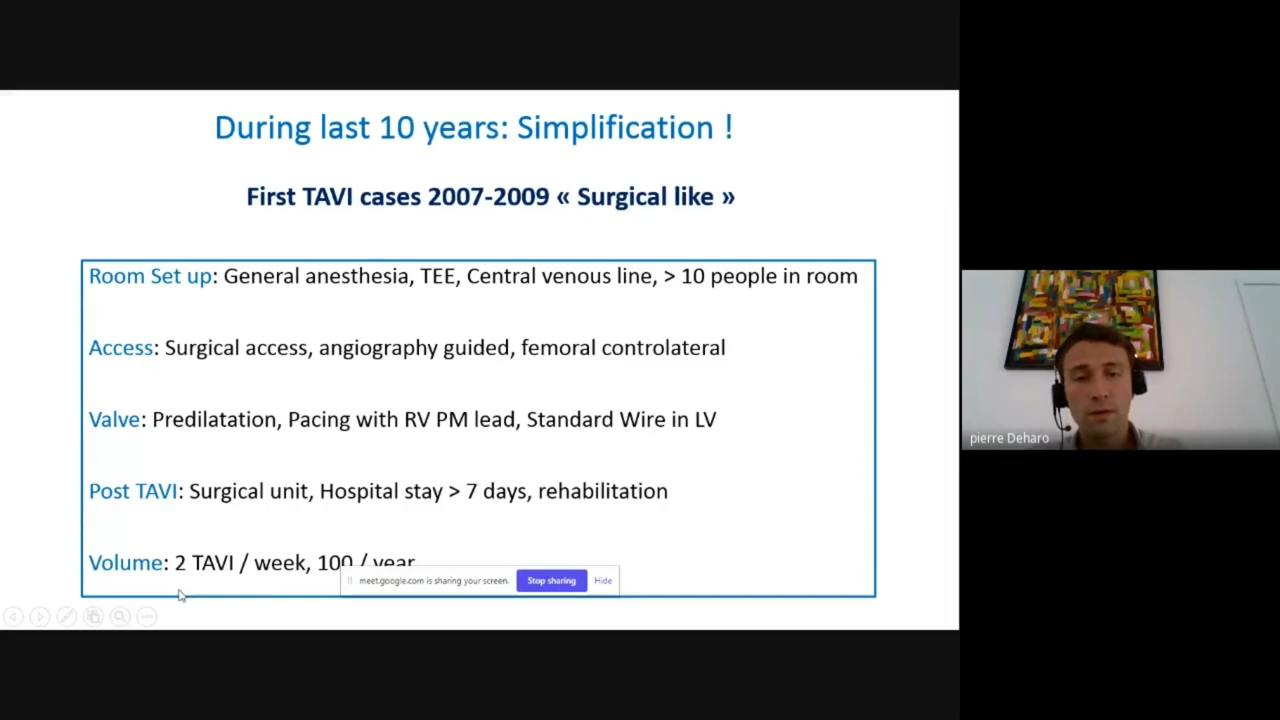 During last 10 years: Simplification !
First TAVI cases 2007-2009 « Surgical like »
Room Set up: General anesthesia, TEE, Central venous line, > 10 people in room
Access: Surgical access, angiography guided, femoral controlateral
Valve: Predilatation, Pacing with RV PM lead, Standard Wire in LV
Post TAVI: Surgical unit, Hospital stay > 7 days, rehabilitation
Volume: 2 TAVI / week, 100 / year
meet.google.com is sharing your screen. Stop sharing Hide
pierre Deharo